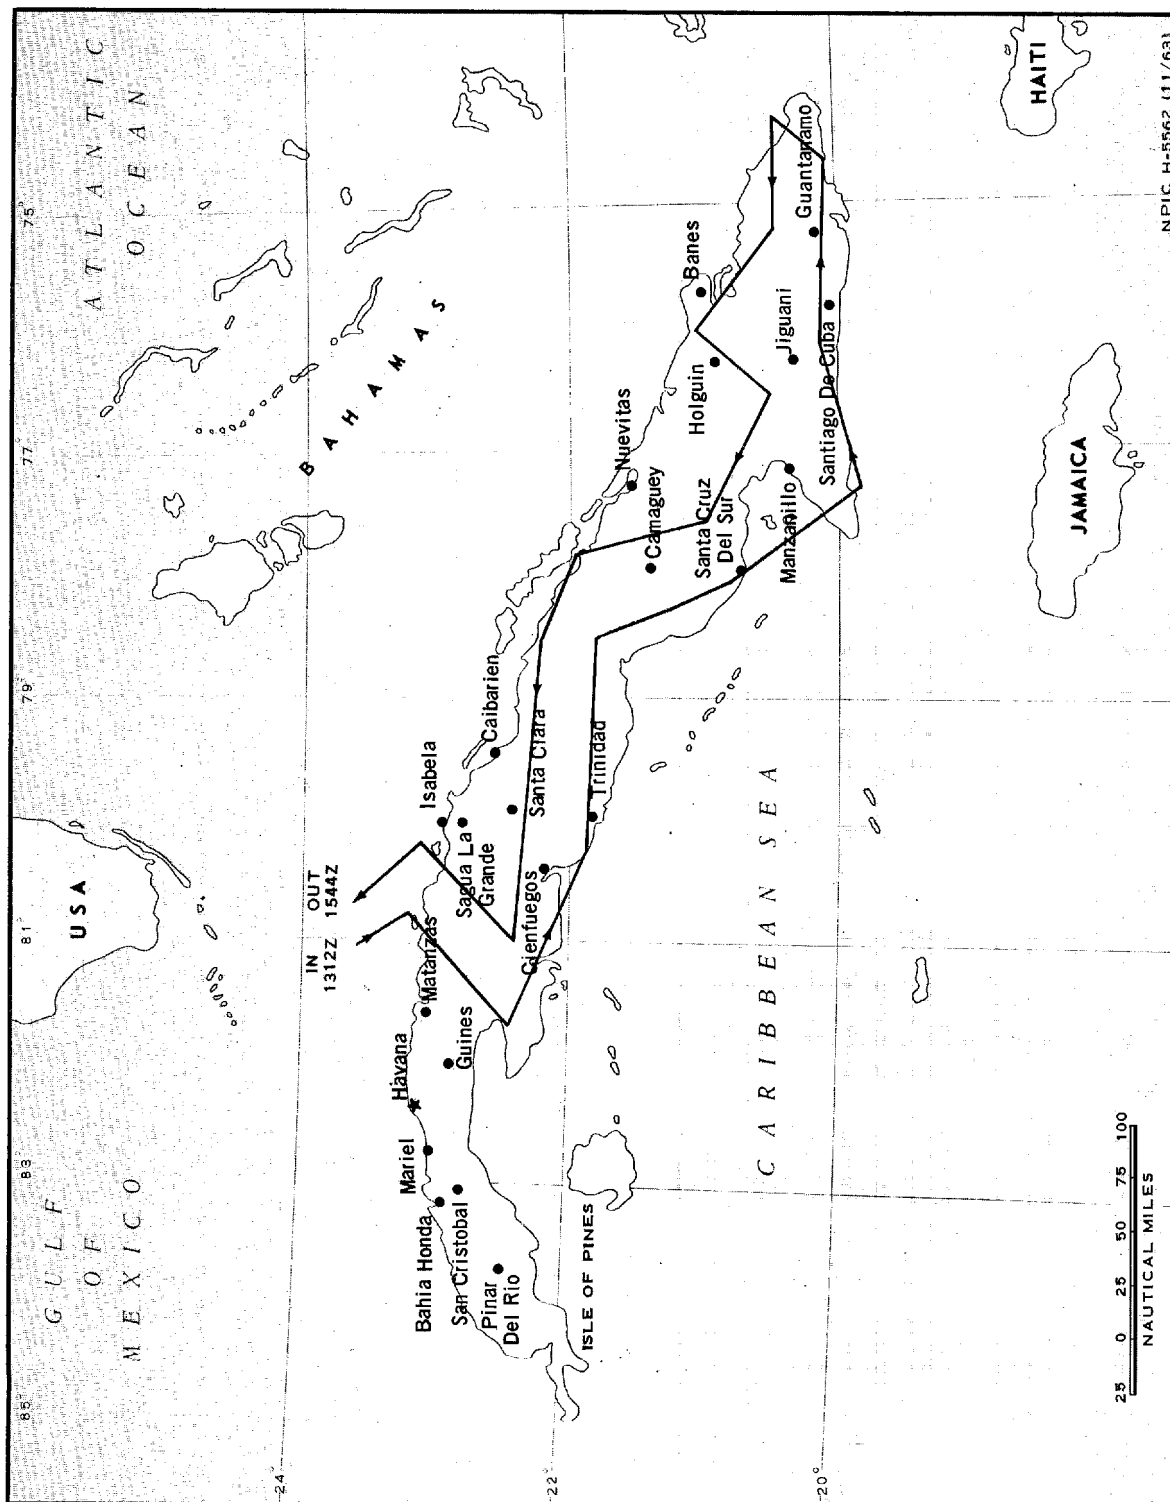 GULF
OF
MEXICO
USA
ATLANTIC
OCEAN
BAHAMAS
85°
83°
81°
79°
77°
75°
24°
22°
20°
IN
1312Z
OUT
1544Z
Bahia Honda
Mariel
Havana
Matanzas
San Cristobal
Guines
Pinar
Del Rio
Isabela
Sagua La
Grande
Caibarien
Santa Clara
Cienfuegos
Trinidad
Nuevitas
Camaguey
Santa Cruz
Del Sur
Manzanillo
Holguin
Banes
Jiguani
Santiago De Cuba
Guantanamo
ISLE OF PINES
CARIBBEAN SEA
JAMAICA
HAITI
25 0 25 50 75 100
NAUTICAL MILES
NPIC H-5562 (11/63)